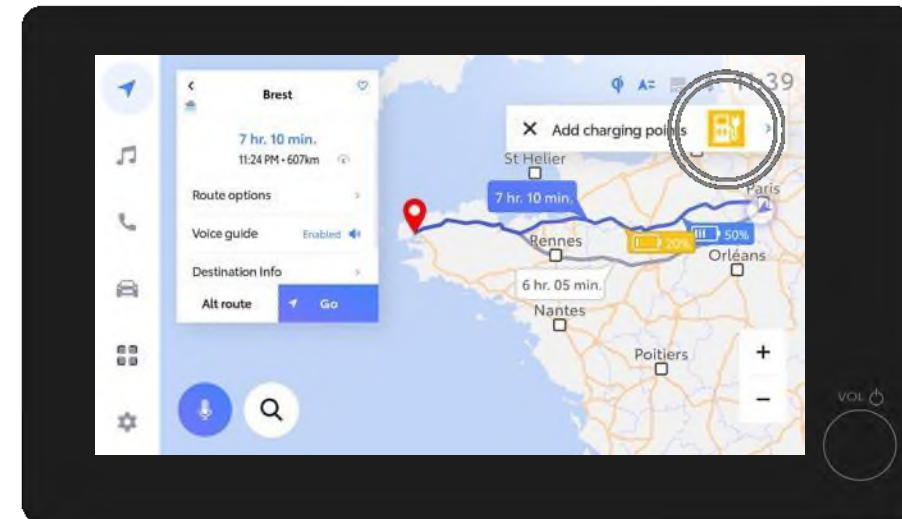 Brest
7 hr. 10 min.
11:24 PM • 607km
Route options
Voice guide Enabled
Destination Info
Alt route Go
A=
39
Add charging points
St Helier
Paris
7 hr. 10 min.
Rennes
20%
50%
Orléans
6 hr. 05 min.
Nantes
Poitiers
+
−
VOL